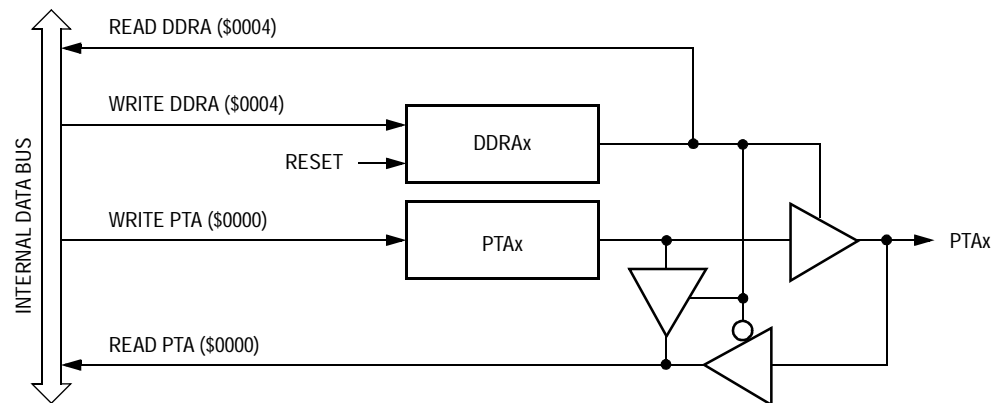 READ DDRA ($0004)
WRITE DDRA ($0004)
DDRAx
RESET
INTERNAL DATA BUS
WRITE PTA ($0000)
PTAx
PTAx
READ PTA ($0000)